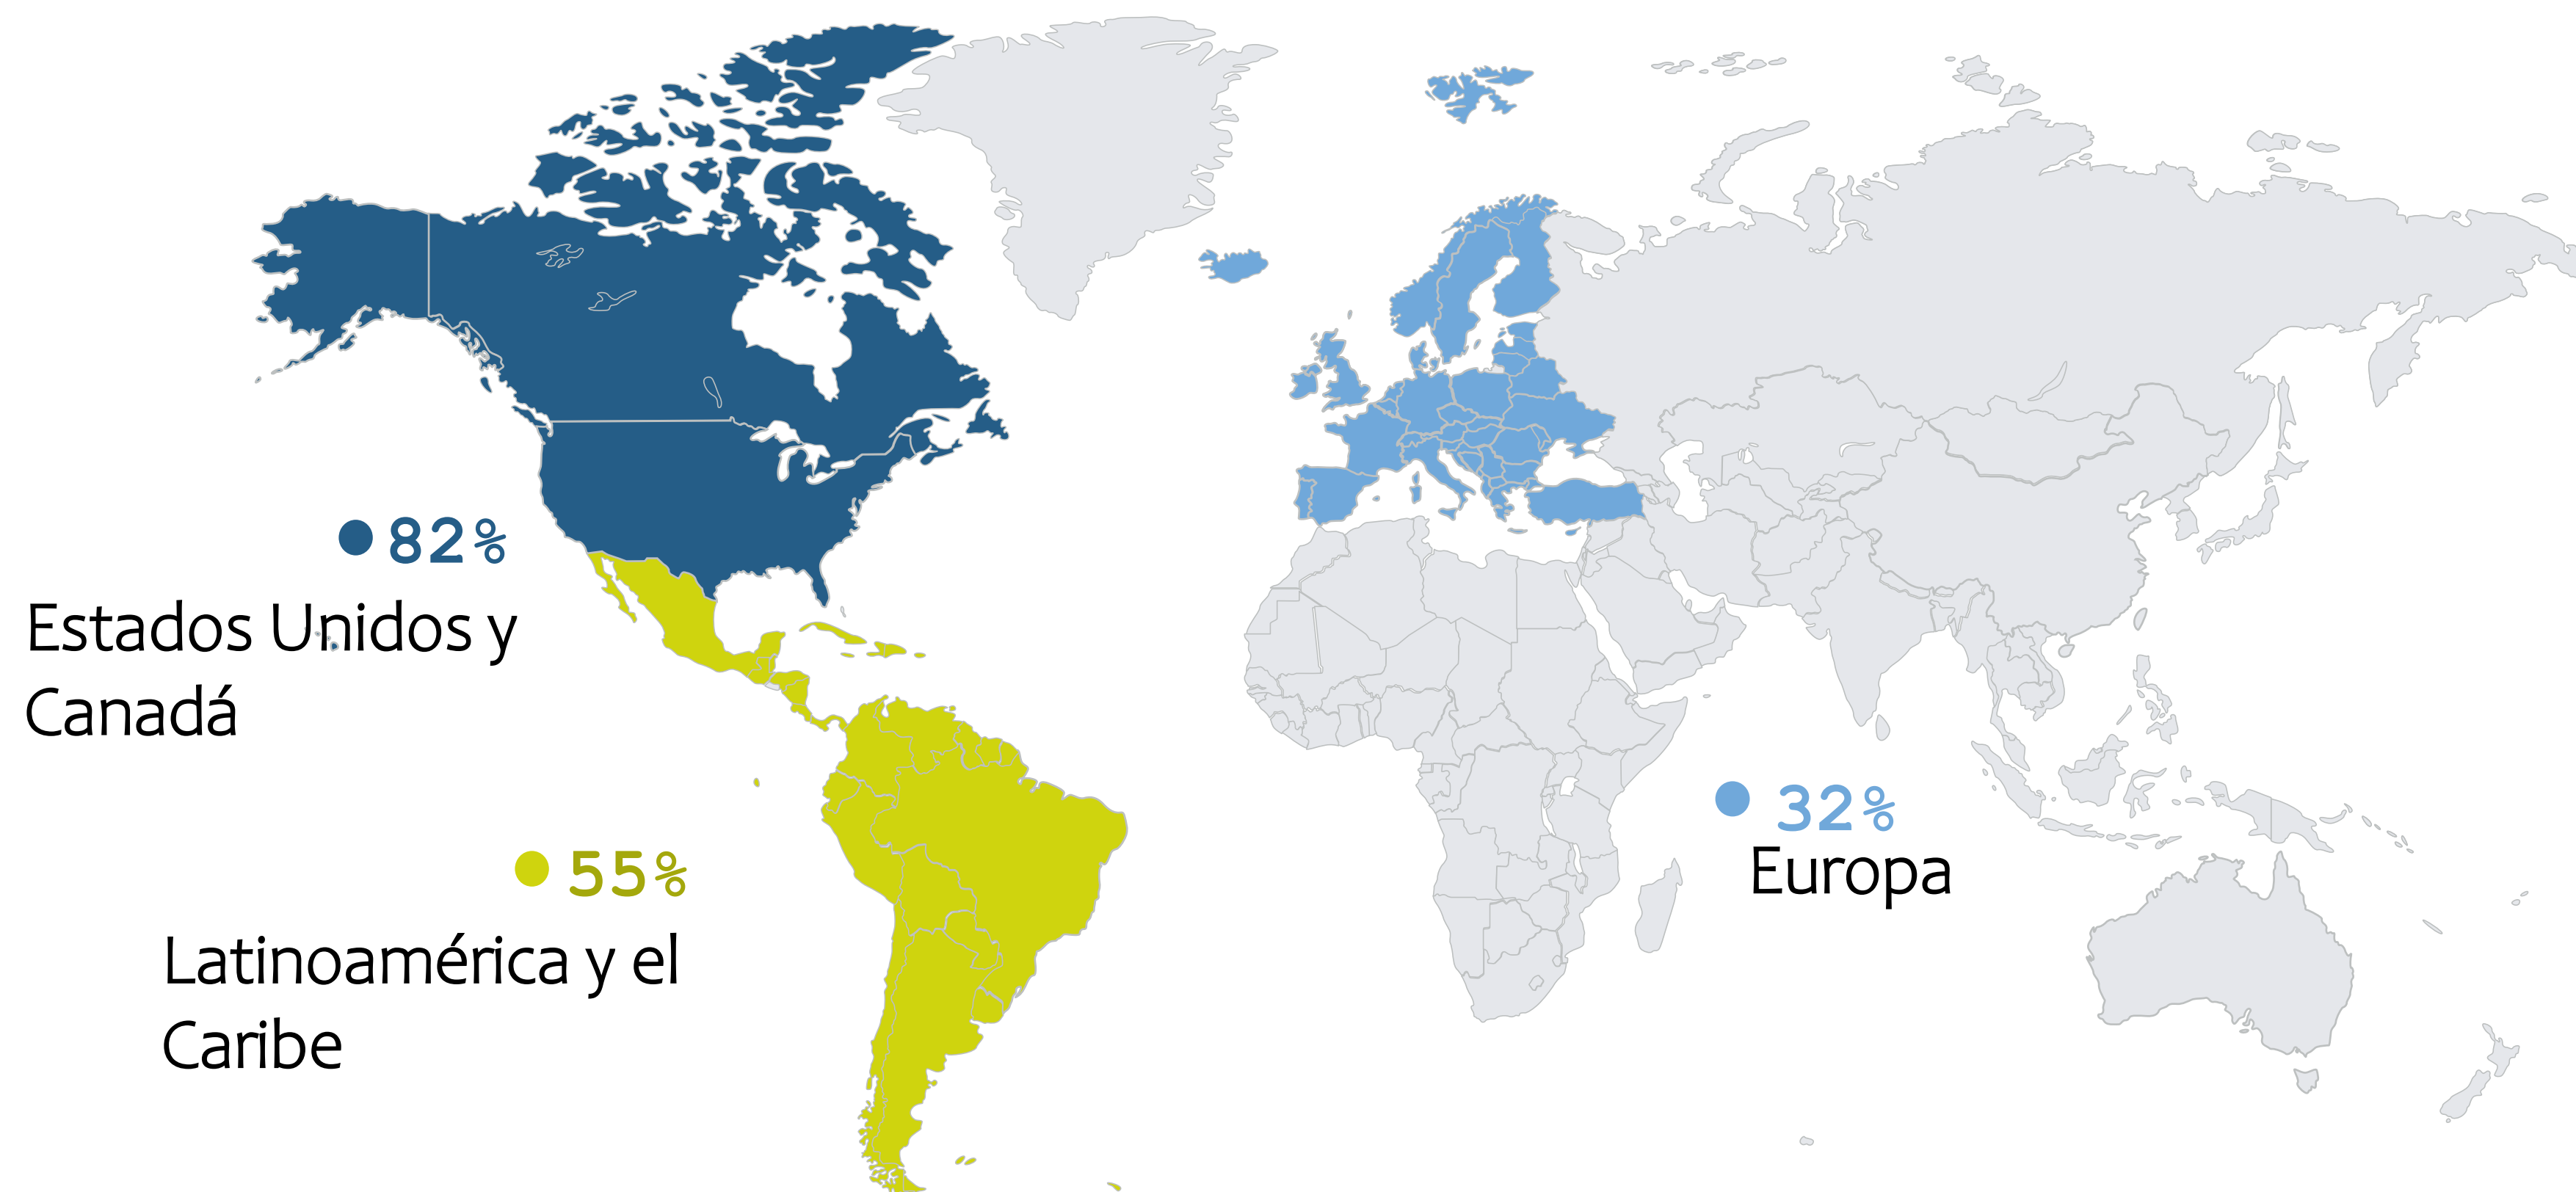 82%
Estados Unidos y
Canadá
55%
Latinoamérica y el
Caribe
32%
Europa